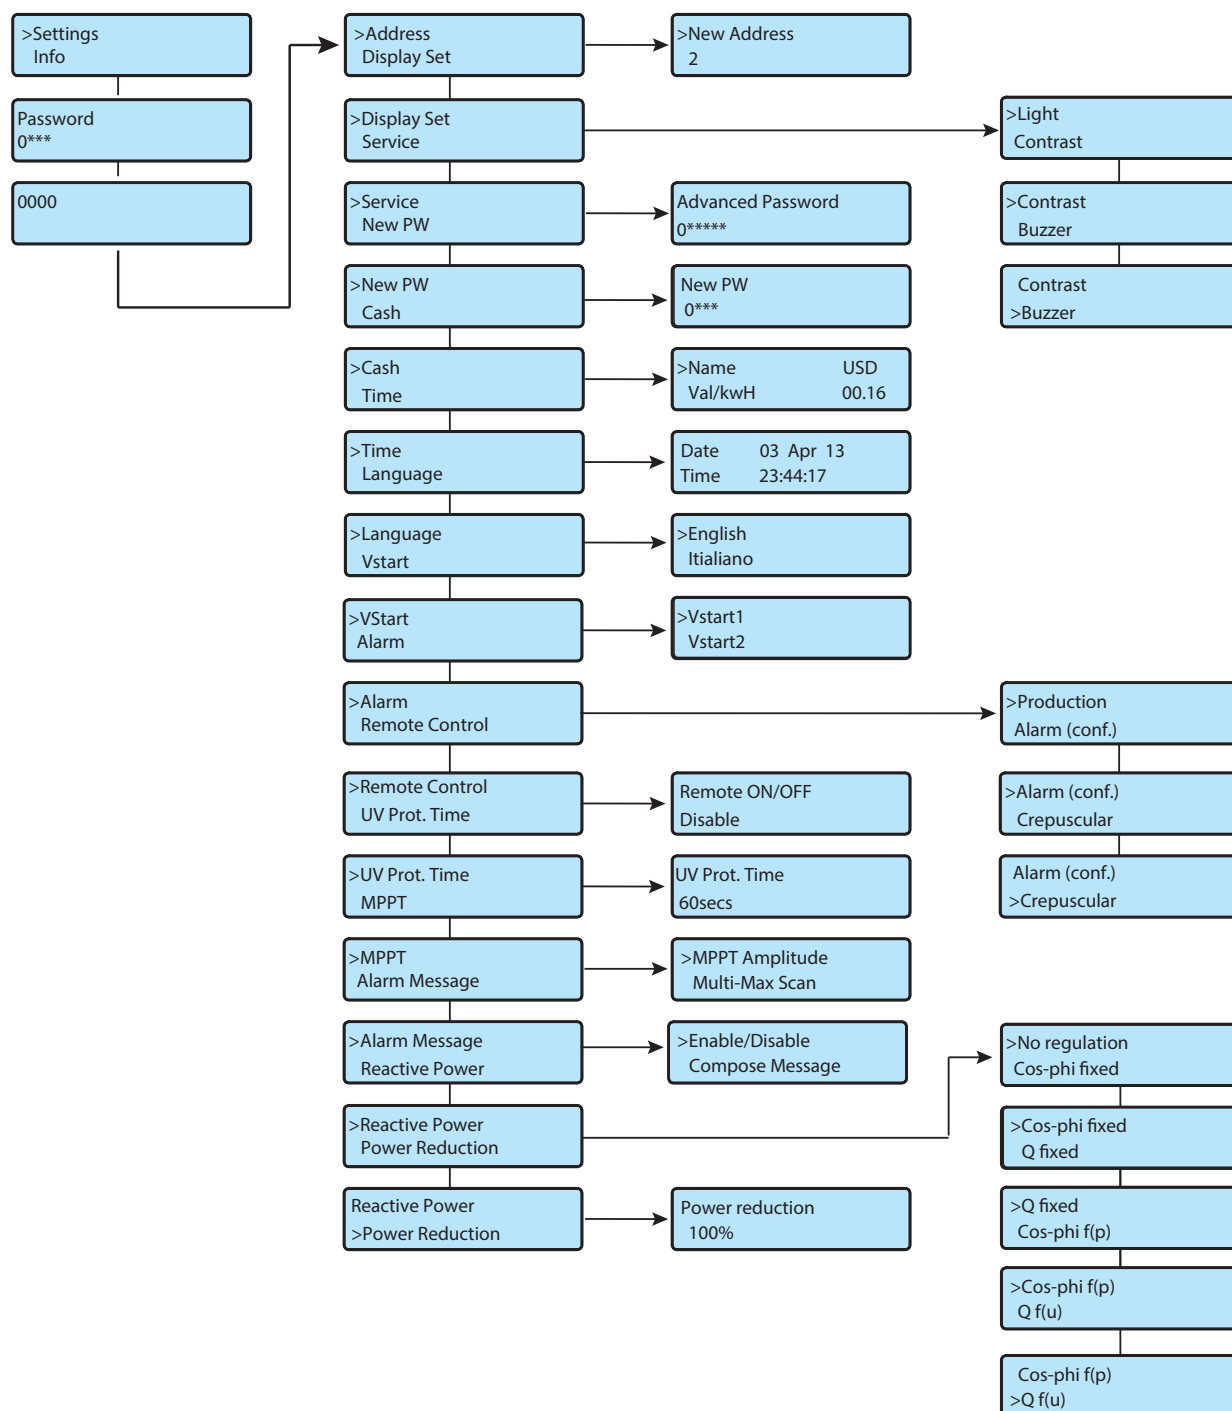 >Settings
Info
Password
0***
0000
>Address
Display Set
>New Address
2
>Display Set
Service
>Light
Contrast
>Contrast
Buzzer
Contrast
>Buzzer
>Service
New PW
Advanced Password
0*****
>New PW
Cash
New PW
0***
>Cash
Time
>Name USD
Val/kwH 00.16
>Time
Language
Date 03 Apr 13
Time 23:44:17
>Language
Vstart
>English
Itialiano
>VStart
Alarm
>Vstart1
Vstart2
>Alarm
Remote Control
>Production
Alarm (conf.)
>Alarm (conf.)
Crepuscular
Alarm (conf.)
>Crepuscular
>Remote Control
UV Prot. Time
Remote ON/OFF
Disable
>UV Prot. Time
MPPT
UV Prot. Time
60secs
>MPPT
Alarm Message
>MPPT Amplitude
Multi-Max Scan
>Alarm Message
Reactive Power
>Enable/Disable
Compose Message
>Reactive Power
Power Reduction
>No regulation
Cos-phi fixed
>Cos-phi fixed
Q fixed
>Q fixed
Cos-phi f(p)
>Cos-phi f(p)
Q f(u)
Cos-phi f(p)
>Q f(u)
Reactive Power
>Power Reduction
Power reduction
100%